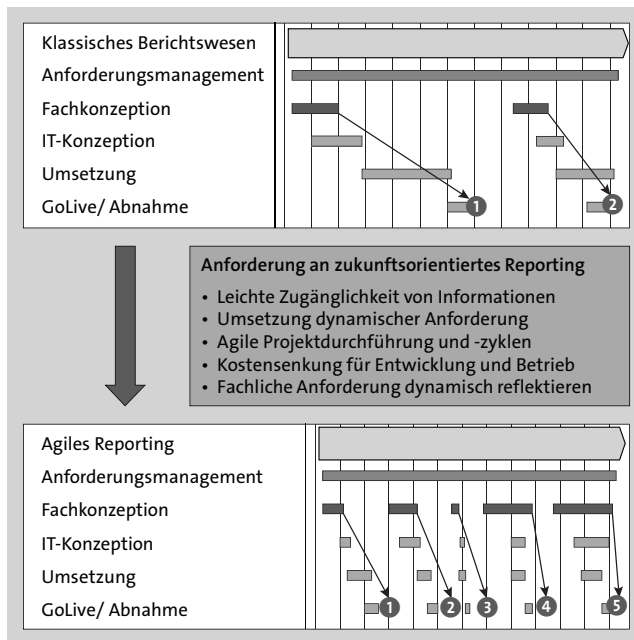 Klassisches Berichtswesen
Anforderungsmanagement
Fachkonzeption
IT-Konzeption
Umsetzung
GoLive/ Abnahme
1
2
Anforderung an zukunftsorientiertes Reporting
• Leichte Zugänglichkeit von Informationen
• Umsetzung dynamischer Anforderung
• Agile Projektdurchführung und -zyklen
• Kostensenkung für Entwicklung und Betrieb
• Fachliche Anforderung dynamisch reflektieren
Agiles Reporting
Anforderungsmanagement
Fachkonzeption
IT-Konzeption
Umsetzung
GoLive/ Abnahme
1
2
3
4
5